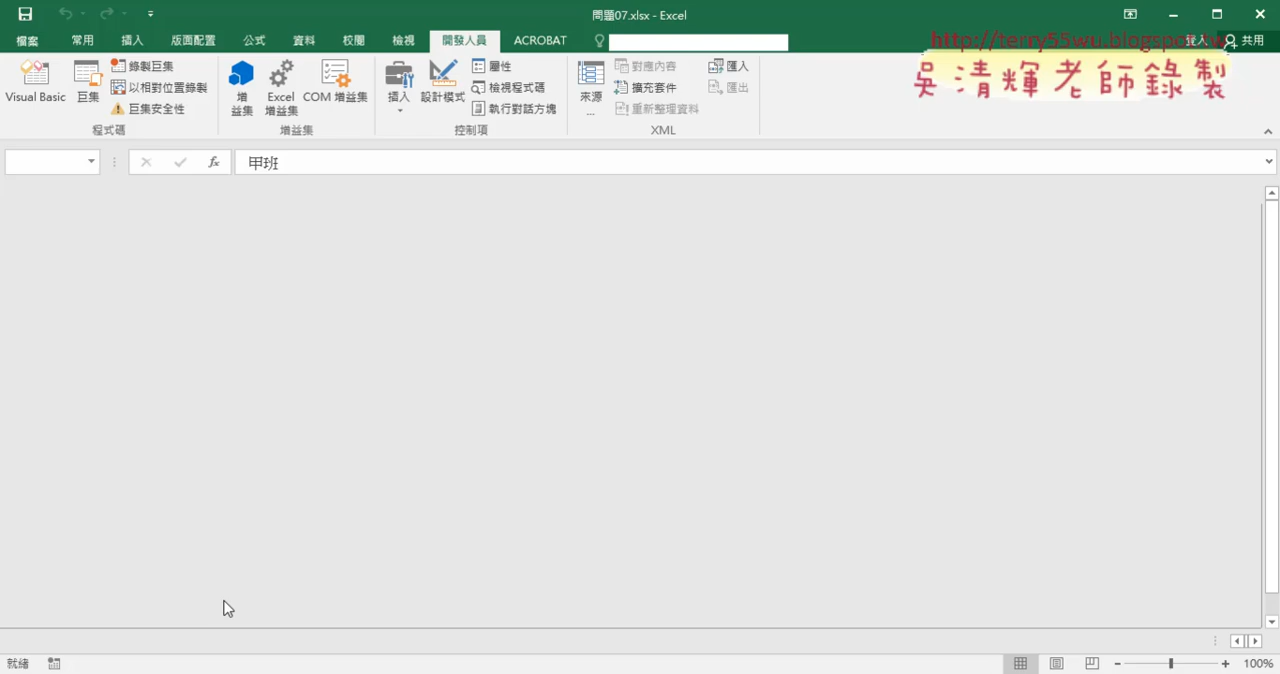 問題07.xlsx - Excel
檔案 常用 插入 版面配置 公式 資料 校閱 檢視 開發人員 ACROBAT 登入 共用
http://terry55wu.blogspot.tw
吳清輝老師錄製
Visual Basic 巨集 錄製巨集 以相對位置錄製 巨集安全性
增益集 Excel 增益集 COM 增益集
插入 設計模式 屬性 檢視程式碼 執行對話方塊
來源 ... 對應內容 擴充套件 重新整理資料 匯入 匯出
程式碼 增益集 控制項 XML
fx 甲班
就緒 100%